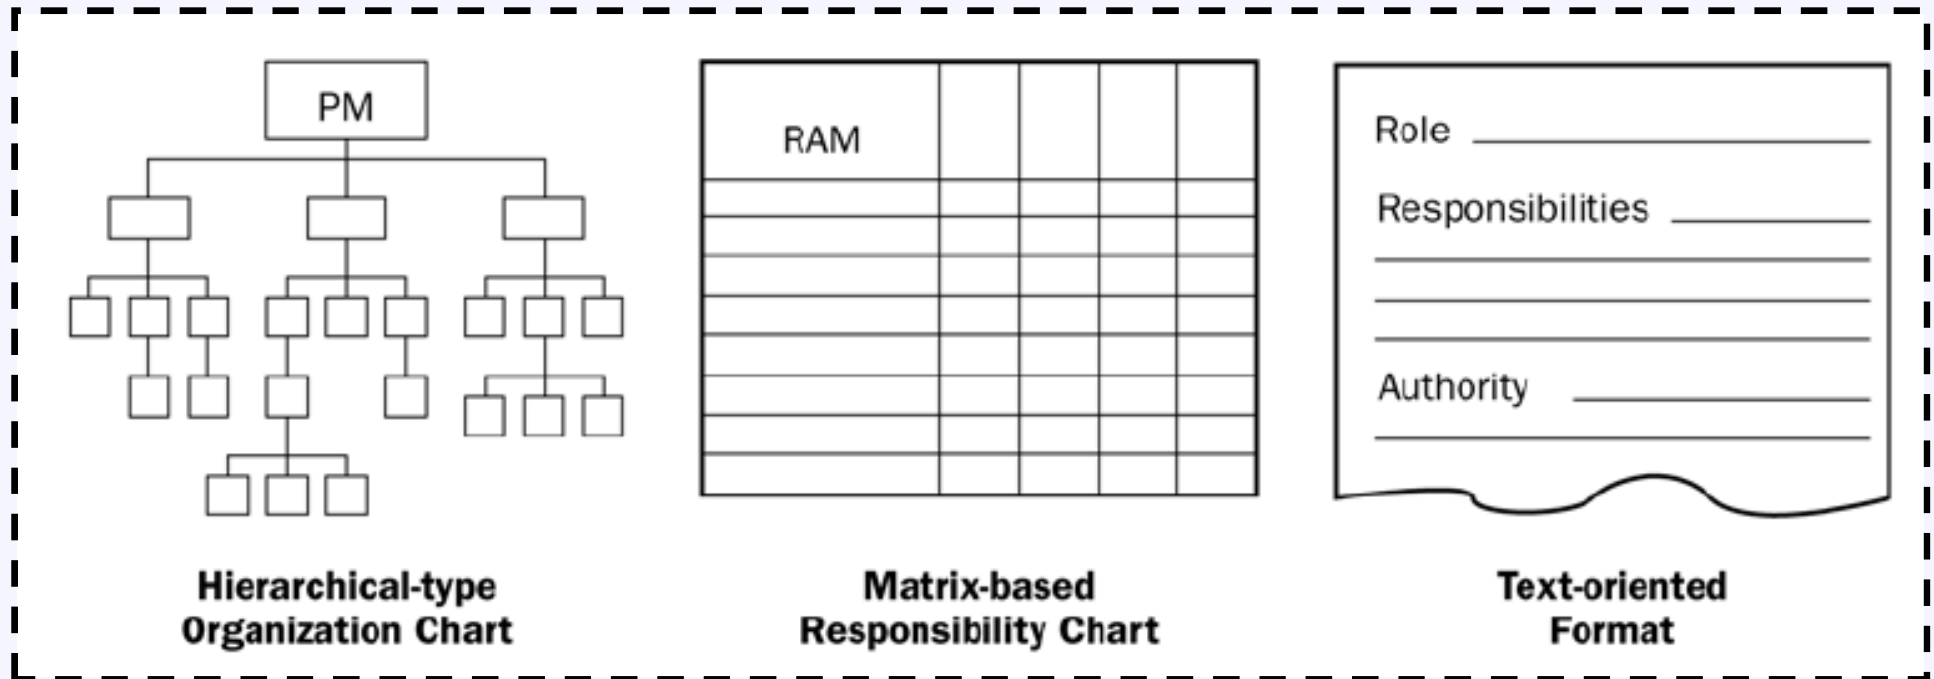 PM
Hierarchical-type
Organization Chart
RAM
Matrix-based
Responsibility Chart
Role
Responsibilities
Authority
Text-oriented
Format